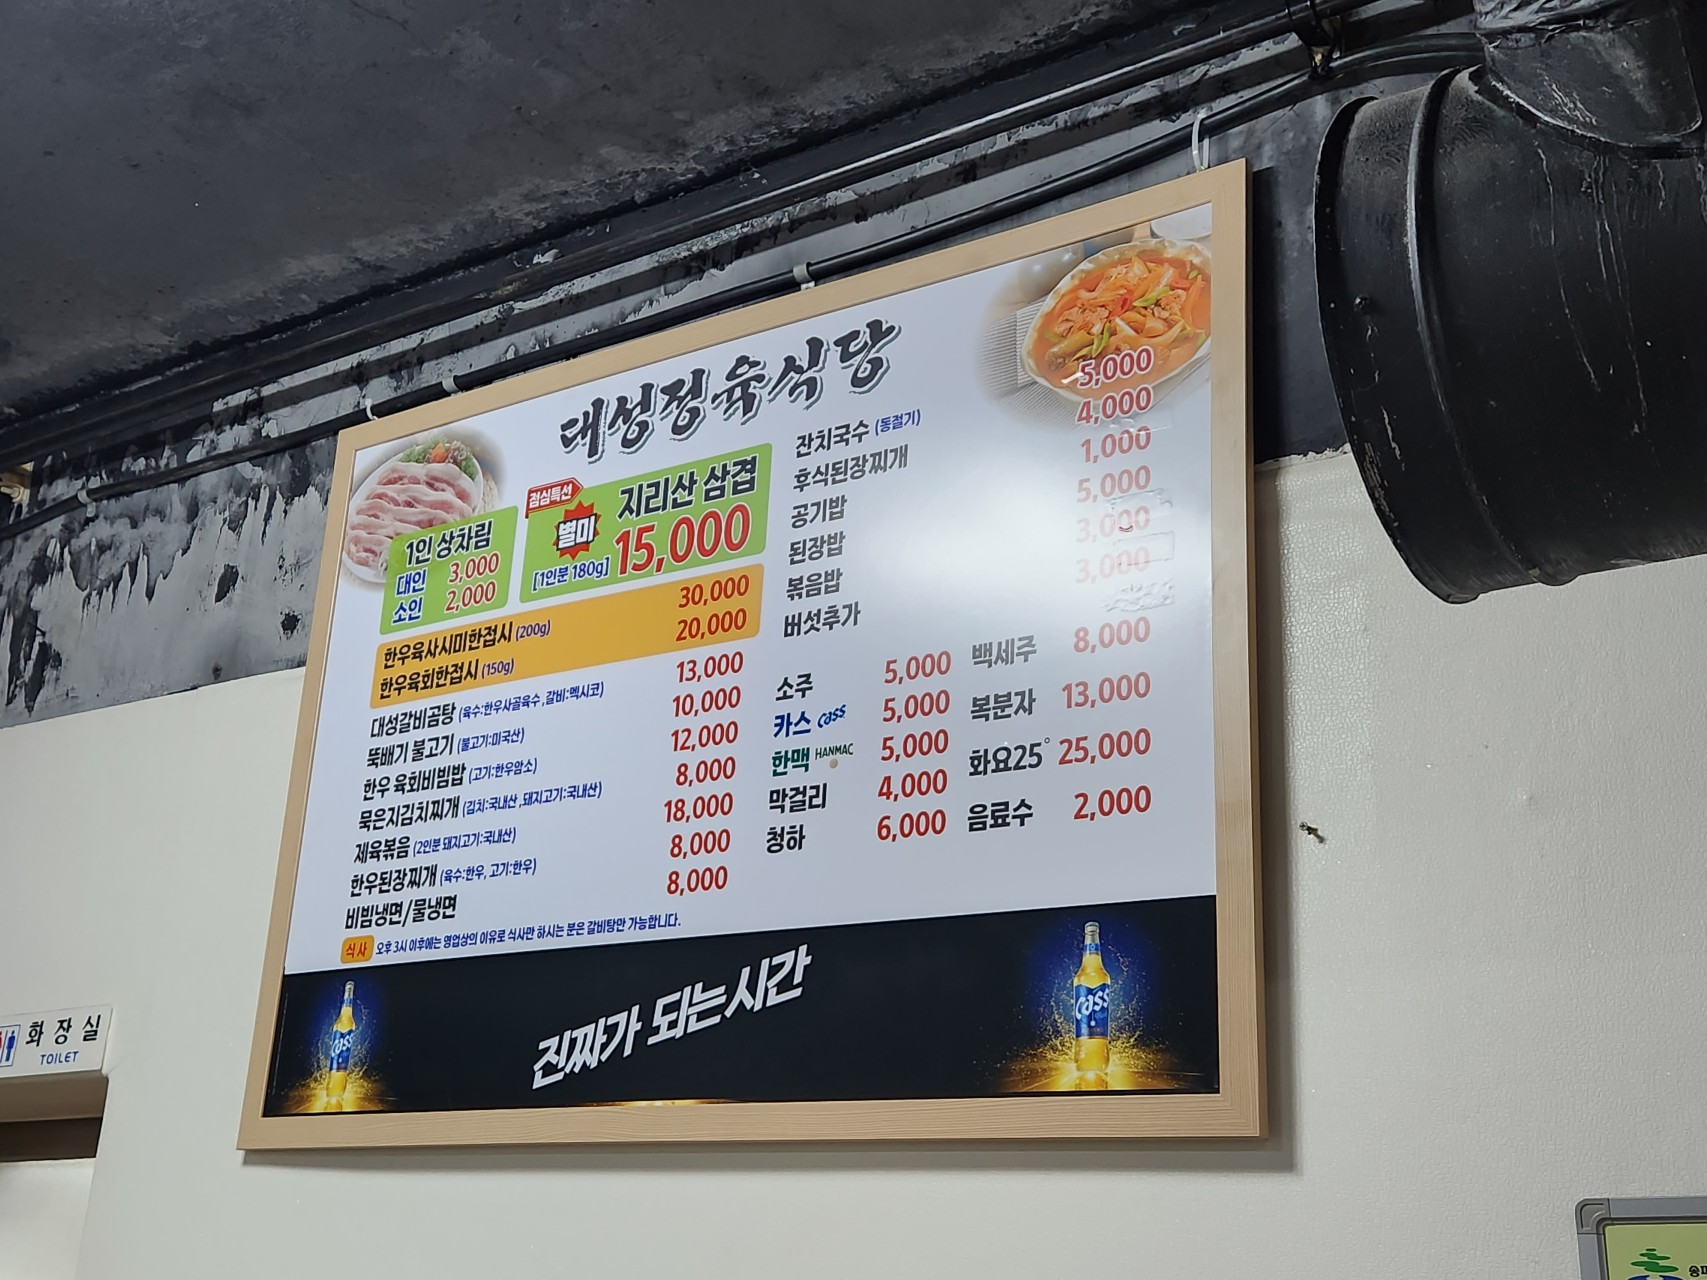 대성정육식당
1인 상차림
대인 3,000
소인 2,000
점심특선
별미
지리산 삼겹
[1인분 180g] 15,000
한우육사시미한접시 (200g) 30,000
한우육회한접시 (150g) 20,000
대성갈비곰탕 (육수:한우사골육수 ,갈비:멕시코) 13,000
뚝배기 불고기 (불고기:미국산) 10,000
한우 육회비빔밥 (고기:한우암소) 12,000
묵은지김치찌개 (김치:국내산 ,돼지고기:국내산) 8,000
제육볶음 (2인분 돼지고기:국내산) 18,000
한우된장찌개 (육수:한우, 고기:한우) 8,000
비빔냉면/물냉면 8,000
식사 오후 3시 이후에는 영업상의 이유로 식사만 하시는 분은 갈비탕만 가능합니다.
잔치국수 (동절기) 5,000
후식된장찌개 4,000
공기밥 1,000
된장밥 5,000
볶음밥 3,000
버섯추가 3,000
소주 5,000
카스 cass 5,000
한맥 HANMAC 5,000
막걸리 4,000
청하 6,000
백세주 8,000
복분자 13,000
화요25° 25,000
음료수 2,000
진짜가 되는시간
Cass
Cass
화장실
TOILET